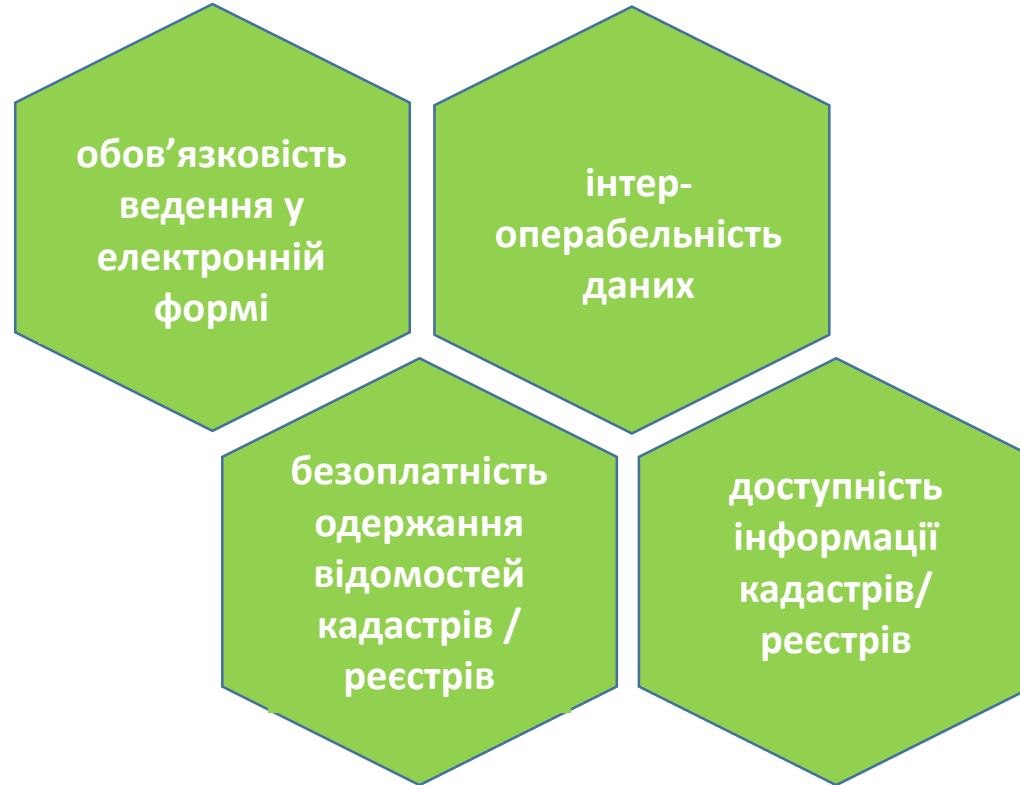 обов’язковість
ведення у
електронній
формі
інтер-
операбельність
даних
безоплатність
одержання
відомостей
кадастрів /
реєстрів
доступність
інформації
кадастрів/
реєстрів